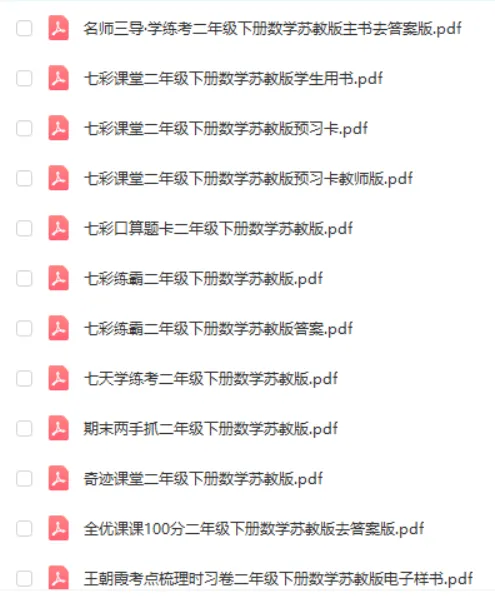 名师三导·学练考二年级下册数学苏教版主书去答案版.pdf
七彩课堂二年级下册数学苏教版学生用书.pdf
七彩课堂二年级下册数学苏教版预习卡.pdf
七彩课堂二年级下册数学苏教版预习卡教师版.pdf
七彩口算题卡二年级下册数学苏教版.pdf
七彩练霸二年级下册数学苏教版.pdf
七彩练霸二年级下册数学苏教版答案.pdf
七天学练考二年级下册数学苏教版.pdf
期末两手抓二年级下册数学苏教版.pdf
奇迹课堂二年级下册数学苏教版.pdf
全优课课100分二年级下册数学苏教版去答案版.pdf
王朝霞考点梳理时习卷二年级下册数学苏教版电子样书.pdf